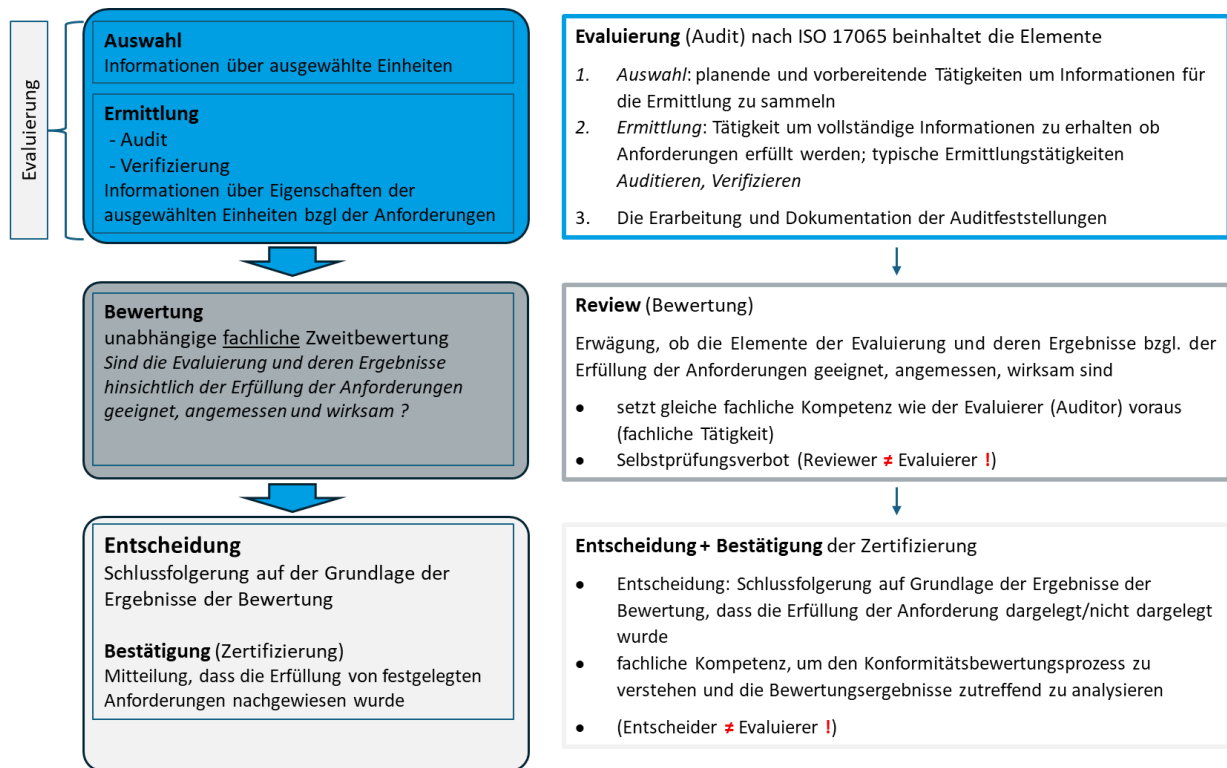 Evaluierung
Auswahl
Informationen über ausgewählte Einheiten
Ermittlung
- Audit
- Verifizierung
Informationen über Eigenschaften der
ausgewählten Einheiten bzgl der Anforderungen
Bewertung
unabhängige fachliche Zweitbewertung
Sind die Evaluierung und deren Ergebnisse
hinsichtlich der Erfüllung der Anforderungen
geeignet, angemessen und wirksam ?
Entscheidung
Schlussfolgerung auf der Grundlage der
Ergebnisse der Bewertung
Bestätigung (Zertifizierung)
Mitteilung, dass die Erfüllung von festgelegten
Anforderungen nachgewiesen wurde
Evaluierung (Audit) nach ISO 17065 beinhaltet die Elemente
1. Auswahl: planende und vorbereitende Tätigkeiten um Informationen für
die Ermittlung zu sammeln
2. Ermittlung: Tätigkeit um vollständige Informationen zu erhalten ob
Anforderungen erfüllt werden; typische Ermittlungstätigkeiten
Auditieren, Verifizieren
3. Die Erarbeitung und Dokumentation der Auditfeststellungen
Review (Bewertung)
Erwägung, ob die Elemente der Evaluierung und deren Ergebnisse bzgl. der
Erfüllung der Anforderungen geeignet, angemessen, wirksam sind
• setzt gleiche fachliche Kompetenz wie der Evaluierer (Auditor) voraus
(fachliche Tätigkeit)
• Selbstprüfungsverbot (Reviewer ≠ Evaluierer !)
Entscheidung + Bestätigung der Zertifizierung
• Entscheidung: Schlussfolgerung auf Grundlage der Ergebnisse der
Bewertung, dass die Erfüllung der Anforderung dargelegt/nicht dargelegt
wurde
• fachliche Kompetenz, um den Konformitätsbewertungsprozess zu
verstehen und die Bewertungsergebnisse zutreffend zu analysieren
• (Entscheider ≠ Evaluierer !)